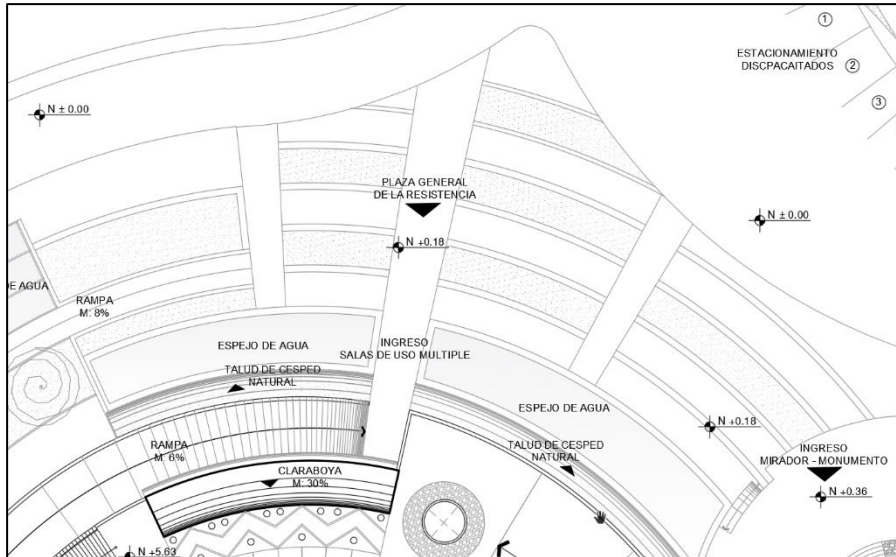 ①
ESTACIONAMIENTO
DISCPACAITADOS
②
③
N ± 0.00
PLAZA GENERAL
DE LA RESISTENCIA
N ± 0.00
N +0.18
DE AGUA
RAMPA
M: 8%
ESPEJO DE AGUA
INGRESO
SALAS DE USO MULTIPLE
TALUD DE CESPED
NATURAL
ESPEJO DE AGUA
N +0.18
RAMPA
M: 6%
TALUD DE CESPED
NATURAL
INGRESO
MIRADOR - MONUMENTO
CLARABOYA
M: 30%
N +0.36
N +5.63